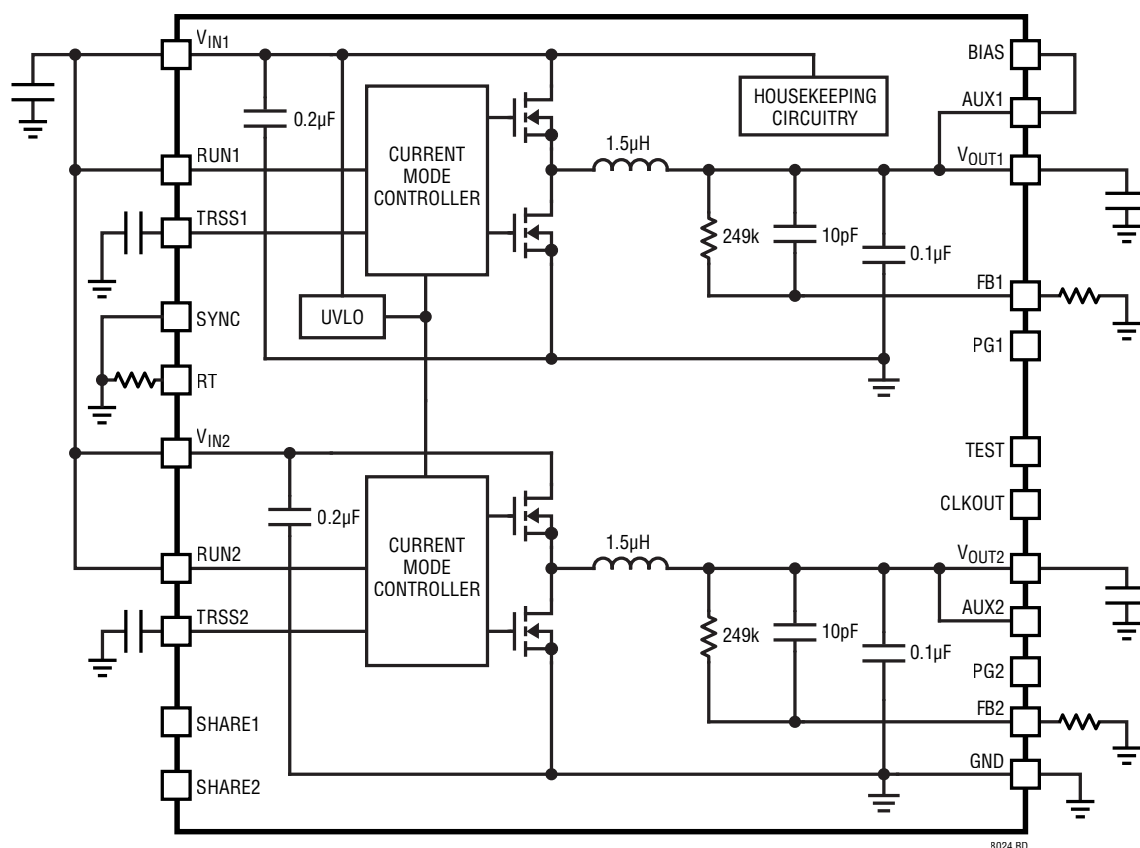 VIN1
BIAS
HOUSEKEEPING
CIRCUITRY
AUX1
0.2µF
CURRENT
MODE
CONTROLLER
1.5µH
RUN1
VOUT1
TRSS1
249k
10pF
0.1µF
FB1
SYNC
UVLO
PG1
RT
VIN2
TEST
CLKOUT
0.2µF
CURRENT
MODE
CONTROLLER
1.5µH
RUN2
VOUT2
AUX2
TRSS2
249k
10pF
0.1µF
PG2
SHARE1
FB2
GND
SHARE2
8024 BD